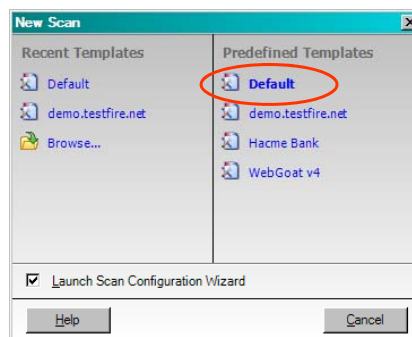 New Scan
Recent Templates
Default
demo.testfire.net
Browse...
Predefined Templates
Default
demo.testfire.net
Hacme Bank
WebGoat v4
Launch Scan Configuration Wizard
Help
Cancel